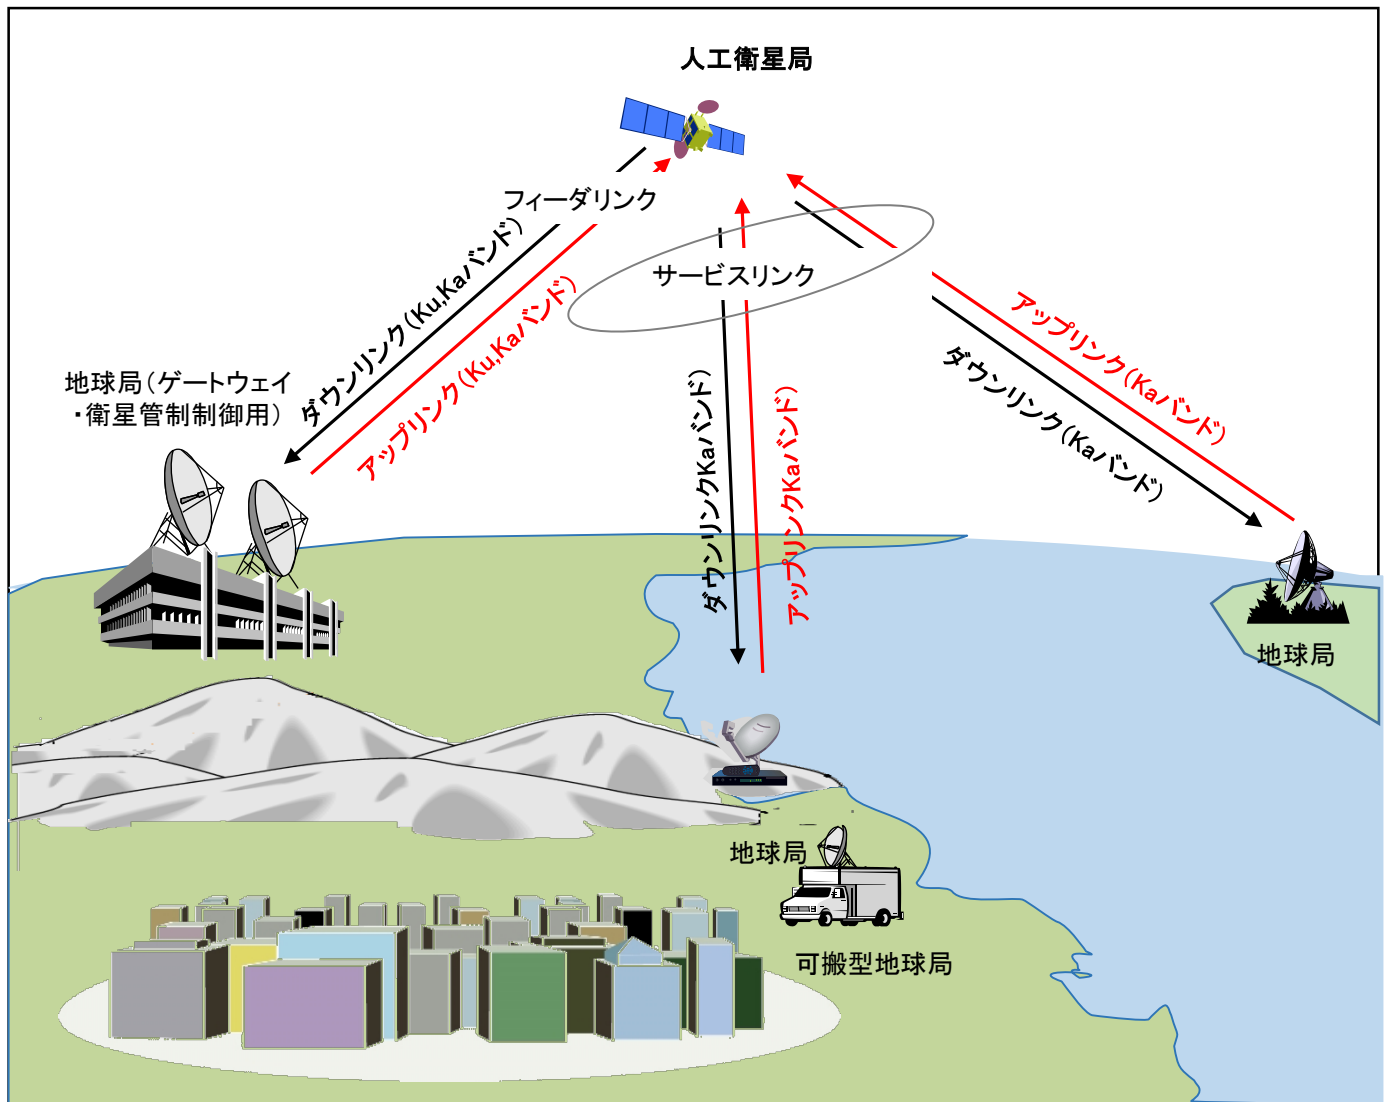 人工衛星局
フィーダリンク
サービスリンク
ダウンリンク(Ku,Kaバンド)
アップリンク(Ku,Kaバンド)
ダウンリンクKaバンド)
アップリンクKaバンド)
アップリンク(Kaバンド)
ダウンリンク(Kaバンド)
地球局(ゲートウェイ
・衛星管制制御用)
地球局
地球局
可搬型地球局